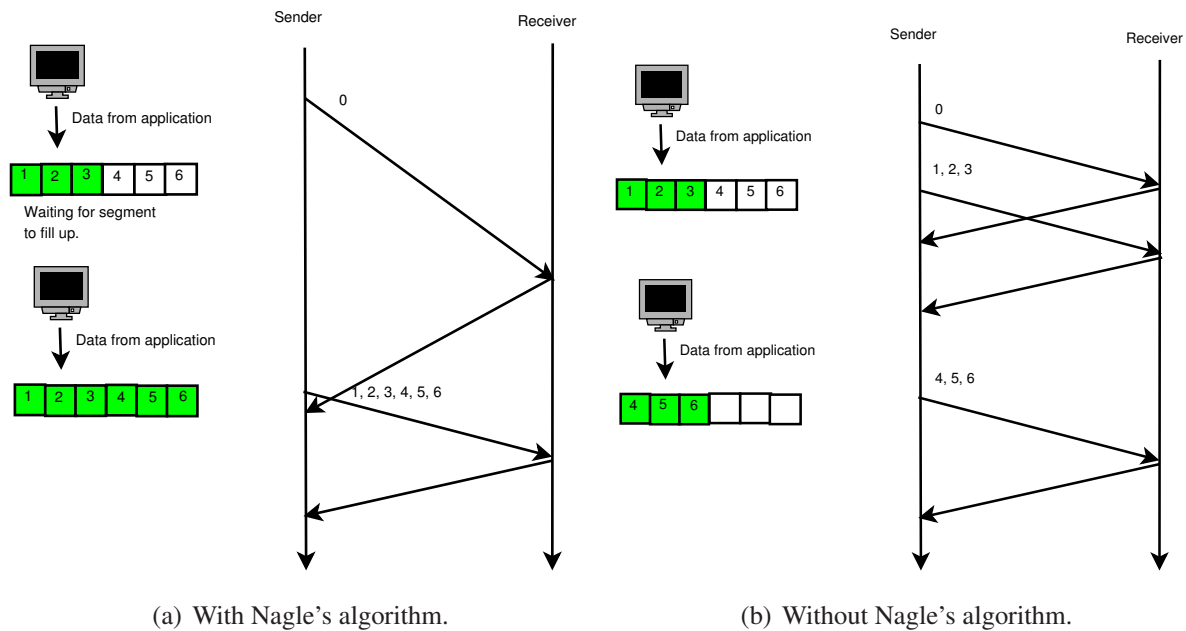 Sender
Receiver
0
Data from application
1 2 3 4 5 6
Waiting for segment
to fill up.
Data from application
1 2 3 4 5 6
1, 2, 3, 4, 5, 6
(a) With Nagle's algorithm.
Sender
Receiver
0
Data from application
1, 2, 3
1 2 3 4 5 6
Data from application
4, 5, 6
4 5 6
(b) Without Nagle's algorithm.